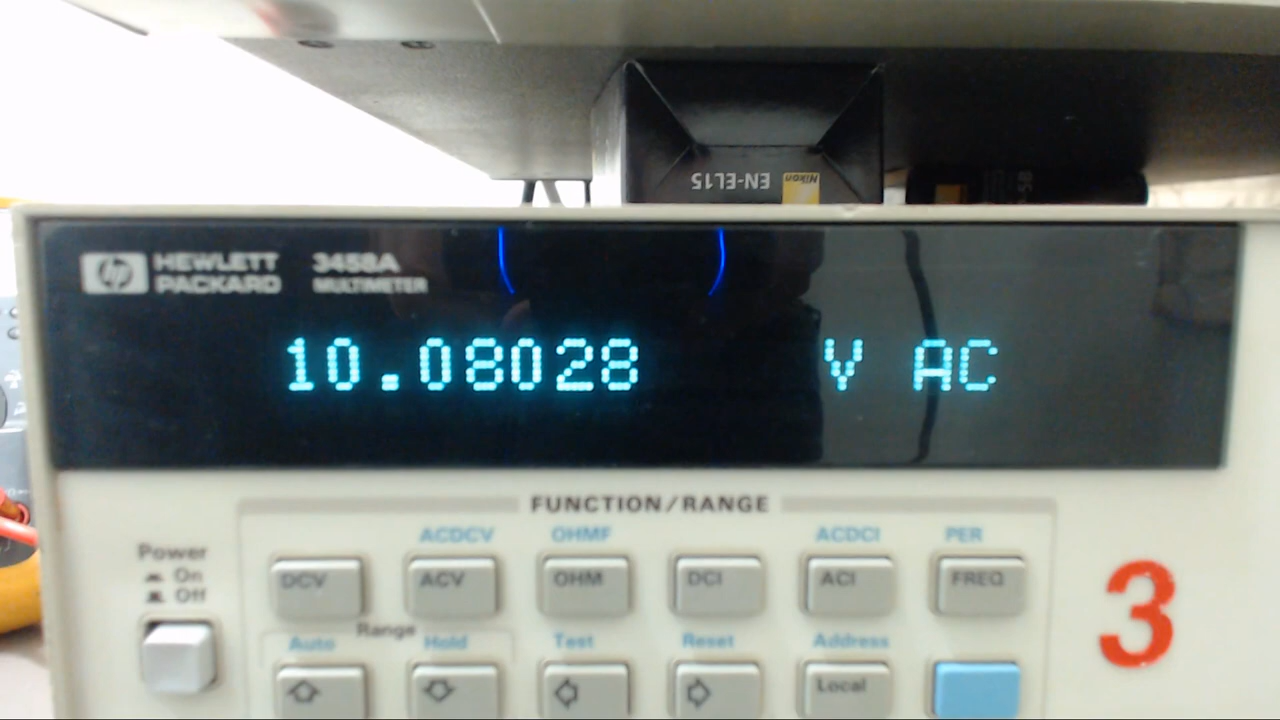 EN-EL15 Nikon
hp HEWLETT PACKARD 3458A MULTIMETER
10.08028 V AC
FUNCTION/RANGE
ACDCV OHMF ACDCI PER
Power
On
Off
DCV ACV OHM DCI ACI FREQ
Range
Auto Hold Test Reset Address
Local
3